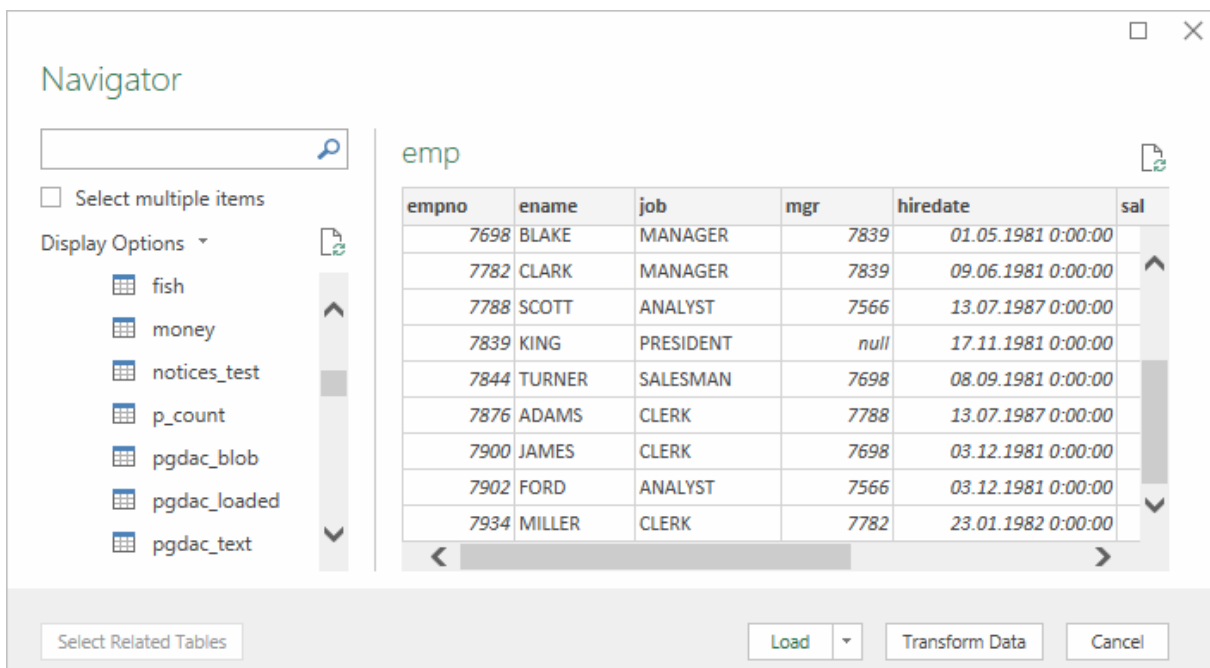 Navigator
Select multiple items
Display Options
fish
money
notices_test
p_count
pgdac_blob
pgdac_loaded
pgdac_text
emp
empno ename job mgr hiredate sal
7698 BLAKE MANAGER 7839 01.05.1981 0:00:00
7782 CLARK MANAGER 7839 09.06.1981 0:00:00
7788 SCOTT ANALYST 7566 13.07.1987 0:00:00
7839 KING PRESIDENT null 17.11.1981 0:00:00
7844 TURNER SALESMAN 7698 08.09.1981 0:00:00
7876 ADAMS CLERK 7788 13.07.1987 0:00:00
7900 JAMES CLERK 7698 03.12.1981 0:00:00
7902 FORD ANALYST 7566 03.12.1981 0:00:00
7934 MILLER CLERK 7782 23.01.1982 0:00:00
Select Related Tables
Load
Transform Data
Cancel